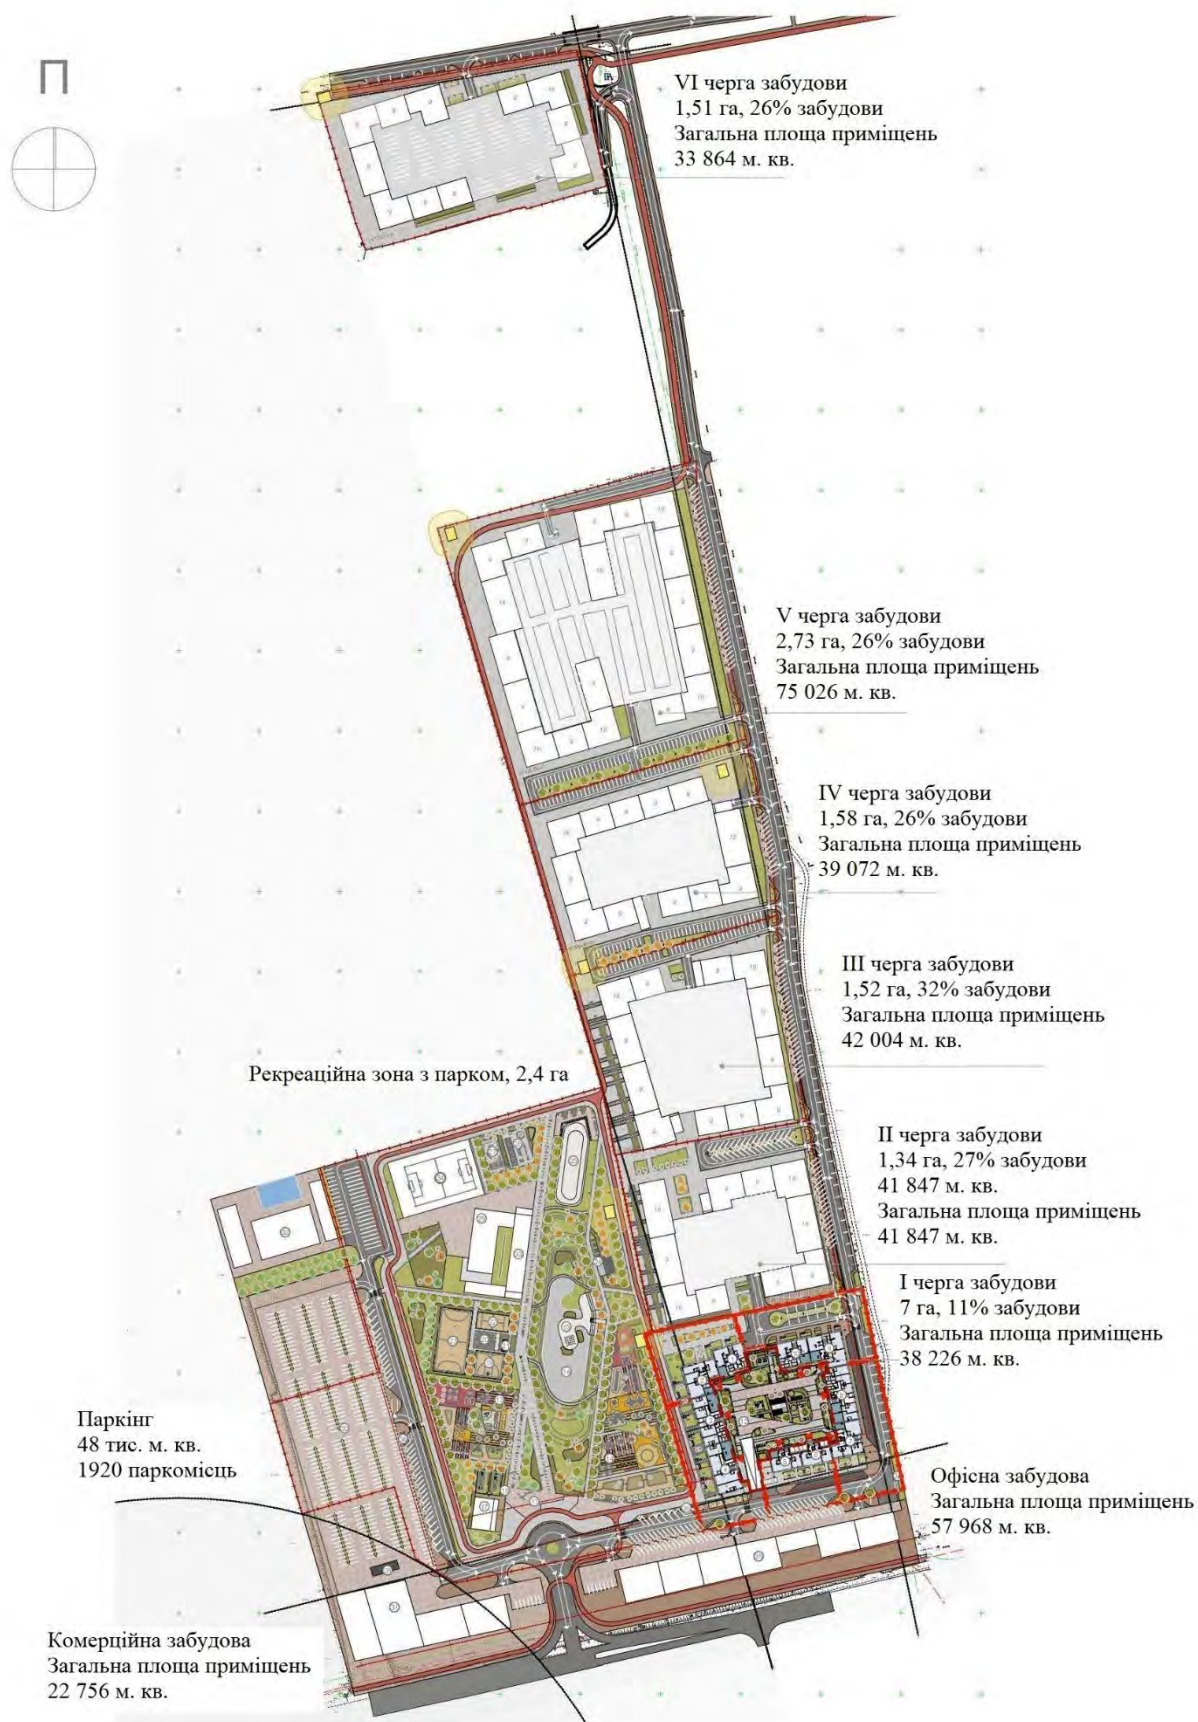 П
VI черга забудови
1,51 га, 26% забудови
Загальна площа приміщень
33 864 м. кв.
V черга забудови
2,73 га, 26% забудови
Загальна площа приміщень
75 026 м. кв.
IV черга забудови
1,58 га, 26% забудови
Загальна площа приміщень
39 072 м. кв.
III черга забудови
1,52 га, 32% забудови
Загальна площа приміщень
42 004 м. кв.
Рекреаційна зона з парком, 2,4 га
II черга забудови
1,34 га, 27% забудови
41 847 м. кв.
Загальна площа приміщень
41 847 м. кв.
I черга забудови
7 га, 11% забудови
Загальна площа приміщень
38 226 м. кв.
Паркінг
48 тис. м. кв.
1920 паркомісць
Офісна забудова
Загальна площа приміщень
57 968 м. кв.
Комерційна забудова
Загальна площа приміщень
22 756 м. кв.